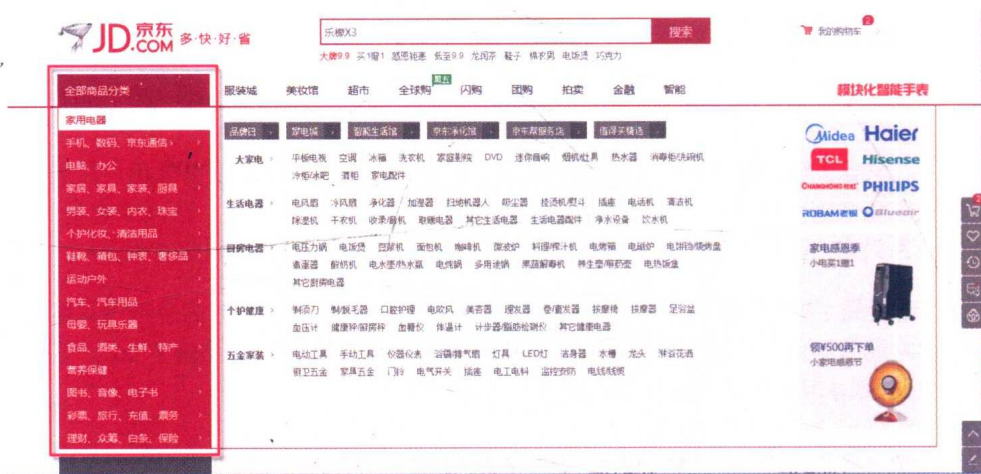 JD.COM 京东 多·快·好·省
乐檬X3 搜索
2
我的购物车
大牌9.9 买1赠1 感恩钜惠 低至9.9 龙润茶 鞋子 棉衣男 电饭煲 巧克力
全部商品分类 服装城 美妆馆 超市 全球购 闪购 团购 拍卖 金融 智能
模块化智能手表
家用电器
手机、数码、京东通信
电脑、办公
家居、家具、家装、厨具
男装、女装、内衣、珠宝
个护化妆、清洁用品
鞋靴、箱包、钟表、奢侈品
运动户外
汽车、汽车用品
母婴、玩具乐器
食品、酒类、生鲜、特产
营养保健
图书、音像、电子书
彩票、旅行、充值、票务
理财、众筹、白条、保险
品牌日 家电城 智能生活馆 京东净化馆 京东帮服务店 值得买精选
大家电 平板电视 空调 冰箱 洗衣机 家庭影院 DVD 迷你音响 烟机/灶具 热水器 消毒柜/洗碗机
冷柜/冰吧 酒柜 家电配件
生活电器 电风扇 冷风扇 净化器 加湿器 扫地机器人 吸尘器 挂烫机/熨斗 插座 电话机 清洁机
除湿机 干衣机 收录/音机 取暖电器 其它生活电器 生活电器配件 净水设备 饮水机
厨房电器 电压力锅 电饭煲 豆浆机 面包机 咖啡机 微波炉 料理/榨汁机 电烤箱 电磁炉 电饼铛/烧烤盘
煮蛋器 酸奶机 电水壶/热水瓶 电炖锅 多用途锅 果蔬解毒机 养生壶/煎药壶 电热饭盒
其它厨房电器
个护健康 剃须刀 剃/脱毛器 口腔护理 电吹风 美容器 理发器 卷/直发器 按摩椅 按摩器 足浴盆
血压计 健康秤/厨房秤 血糖仪 体温计 计步器/脂肪检测仪 其它健康电器
五金家装 电动工具 手动工具 仪器仪表 浴霸/排气扇 灯具 LED灯 洁身器 水槽 龙头 淋浴花洒
厨卫五金 家具五金 门铃 电气开关 插座 电工电料 监控安防 电线/线缆
Midea Haier
TCL Hisense
PHILIPS
ROBAM老板 Blueair
家电感恩季
小电买1赠1
领¥500再下单
小家电感恩节